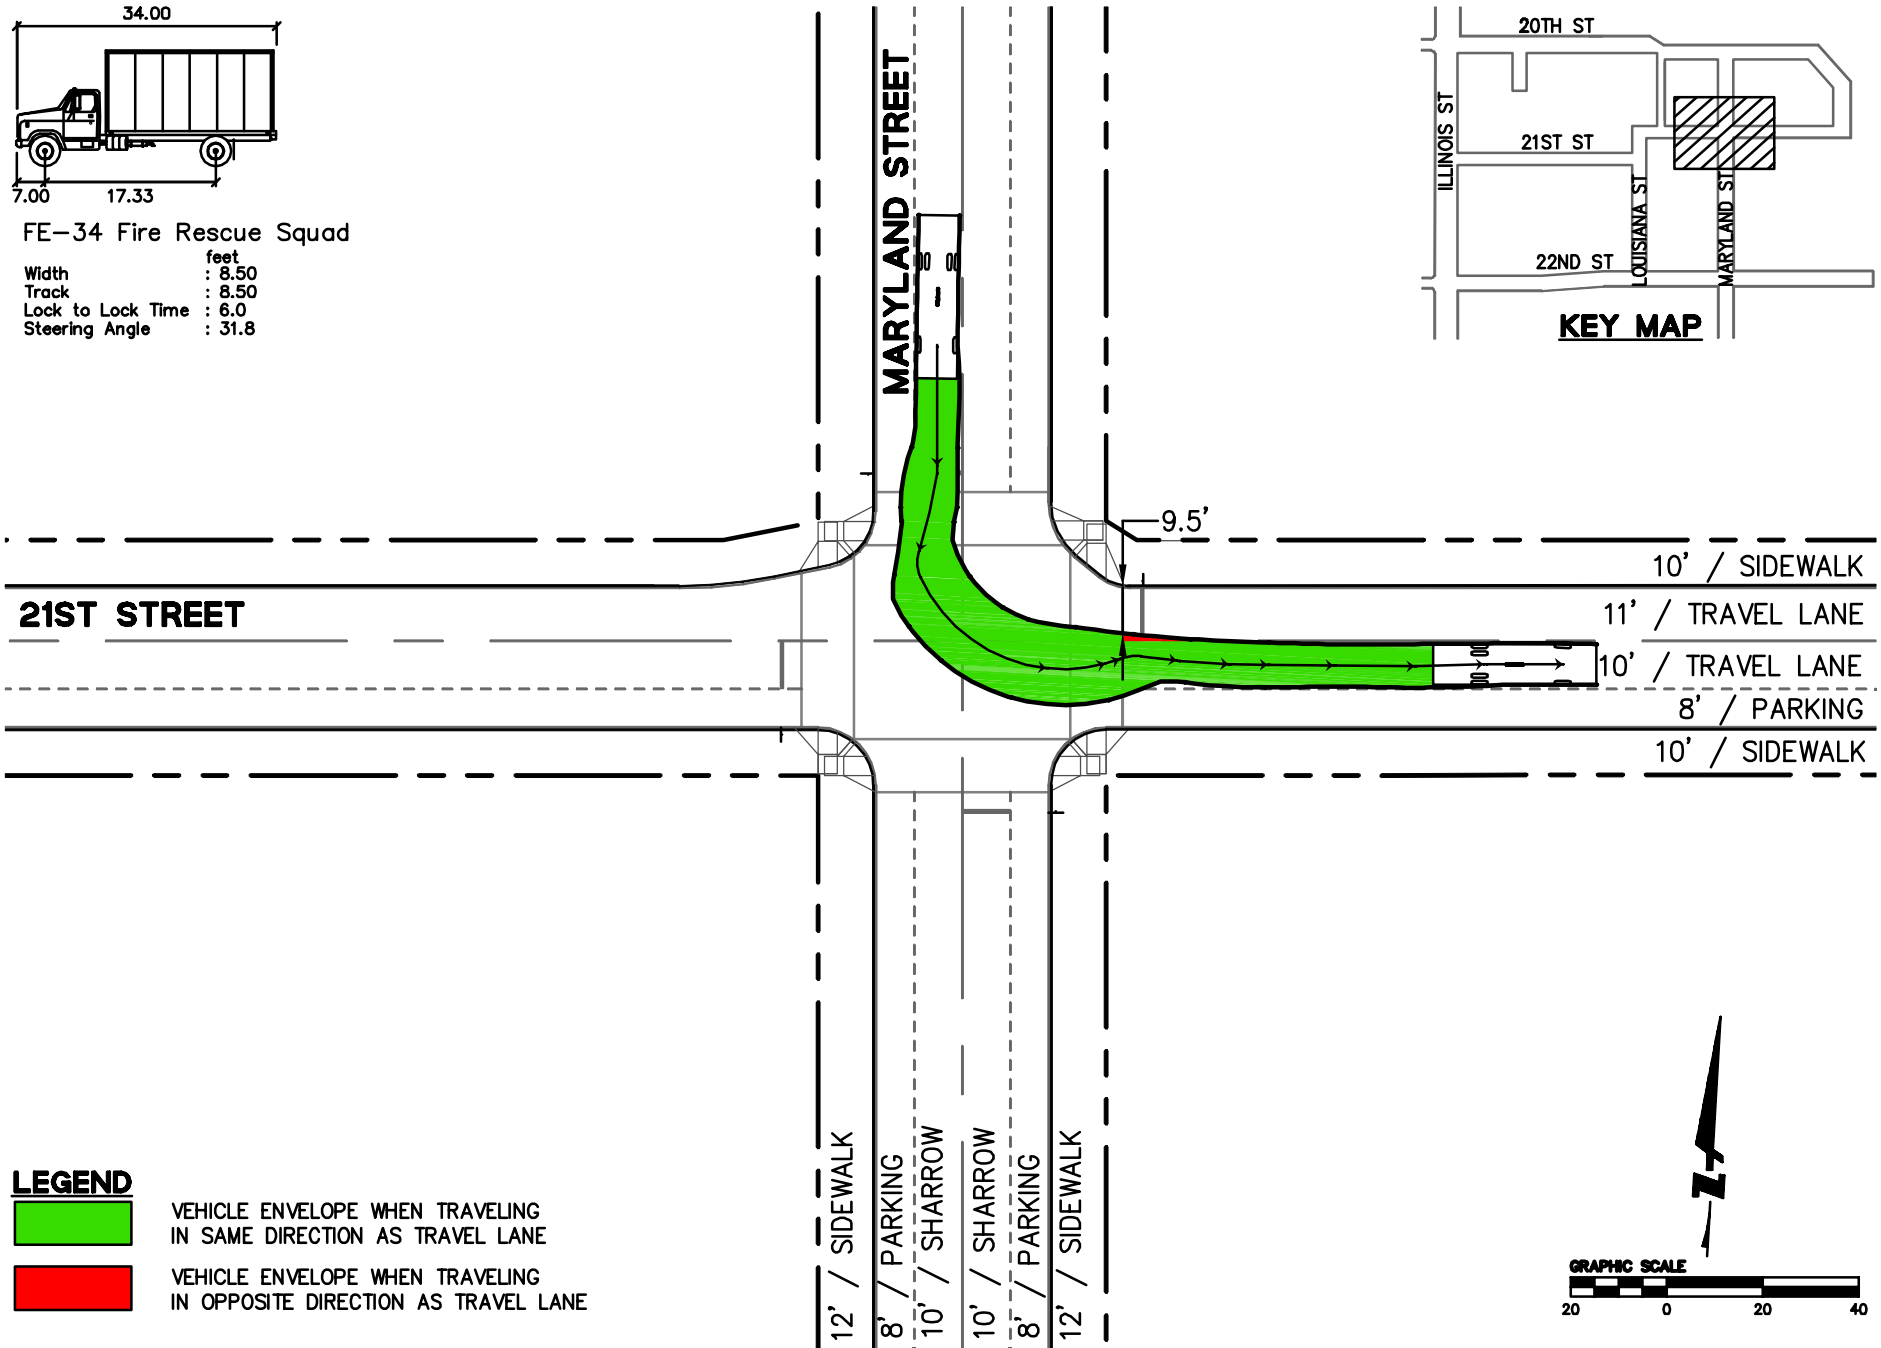 34.00
7.00
17.33
FE-34 Fire Rescue Squad
feet
Width : 8.50
Track : 8.50
Lock to Lock Time : 6.0
Steering Angle : 31.8
MARYLAND STREET
20TH ST
ILLINOIS ST
21ST ST
LOUISIANA ST
MARYLAND ST
22ND ST
KEY MAP
9.5'
21ST STREET
10' / SIDEWALK
11' / TRAVEL LANE
10' / TRAVEL LANE
8' / PARKING
10' / SIDEWALK
12' / SIDEWALK
8' / PARKING
10' / SHARROW
10' / SHARROW
8' / PARKING
12' / SIDEWALK
LEGEND
VEHICLE ENVELOPE WHEN TRAVELING
IN SAME DIRECTION AS TRAVEL LANE
VEHICLE ENVELOPE WHEN TRAVELING
IN OPPOSITE DIRECTION AS TRAVEL LANE
N
GRAPHIC SCALE
20 0 20 40